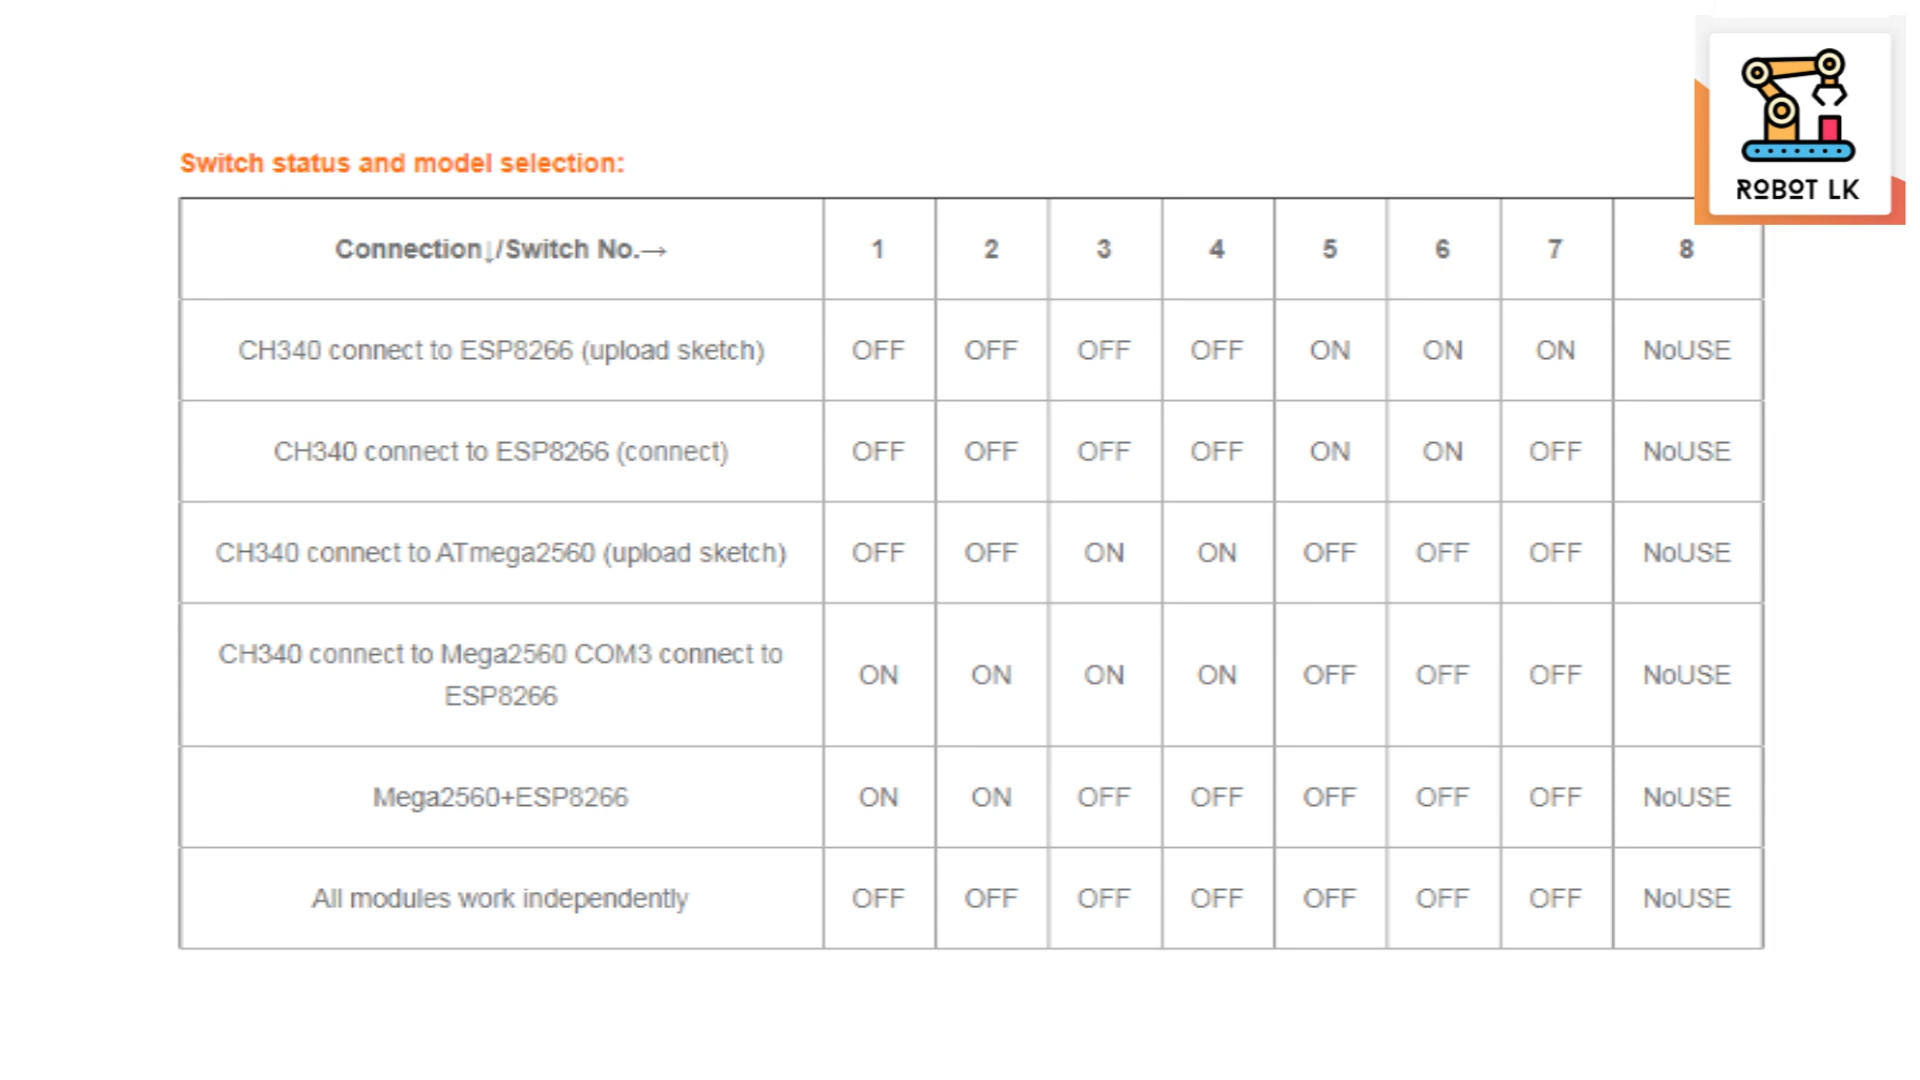 ROBOT LK
Switch status and model selection:
Connection↓/Switch No.→ 1 2 3 4 5 6 7 8
CH340 connect to ESP8266 (upload sketch) OFF OFF OFF OFF ON ON ON NoUSE
CH340 connect to ESP8266 (connect) OFF OFF OFF OFF ON ON OFF NoUSE
CH340 connect to ATmega2560 (upload sketch) OFF OFF ON ON OFF OFF OFF NoUSE
CH340 connect to Mega2560 COM3 connect to
ESP8266 ON ON ON ON OFF OFF OFF NoUSE
Mega2560+ESP8266 ON ON OFF OFF OFF OFF OFF NoUSE
All modules work independently OFF OFF OFF OFF OFF OFF OFF NoUSE